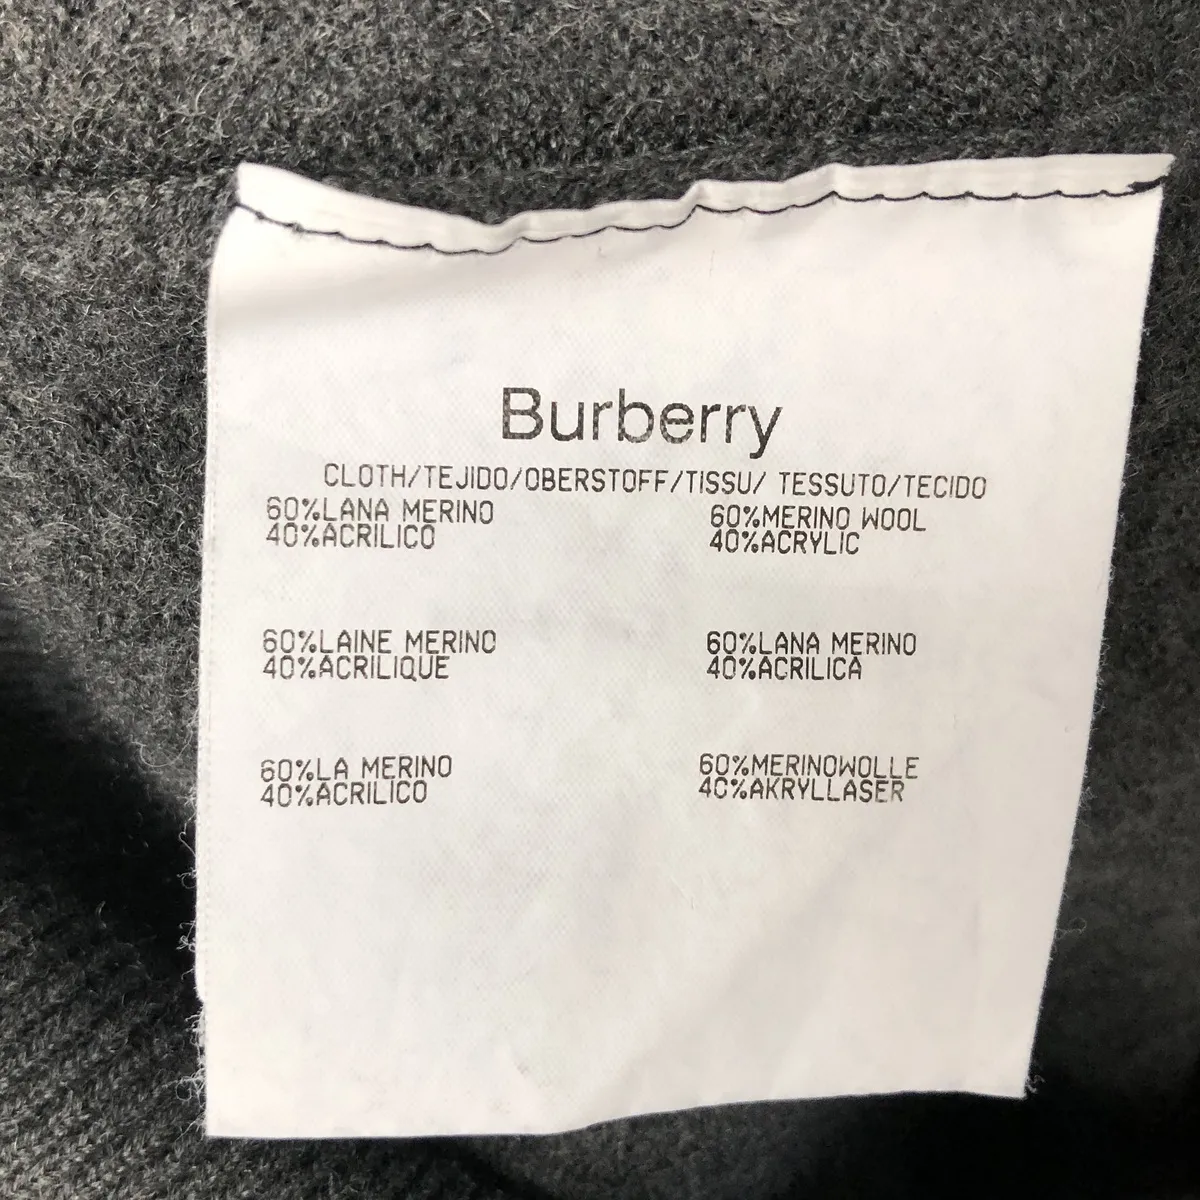 Burberry
CLOTH/TEJIDO/OBERSTOFF/TISSU/ TESSUTO/TECIDO
60%LANA MERINO
40%ACRILICO
60%MERINO WOOL
40%ACRYLIC
60%LAINE MERINO
40%ACRILIQUE
60%LANA MERINO
40%ACRILICA
60%LA MERINO
40%ACRILICO
60%MERINOWOLLE
40%AKRYLLASER